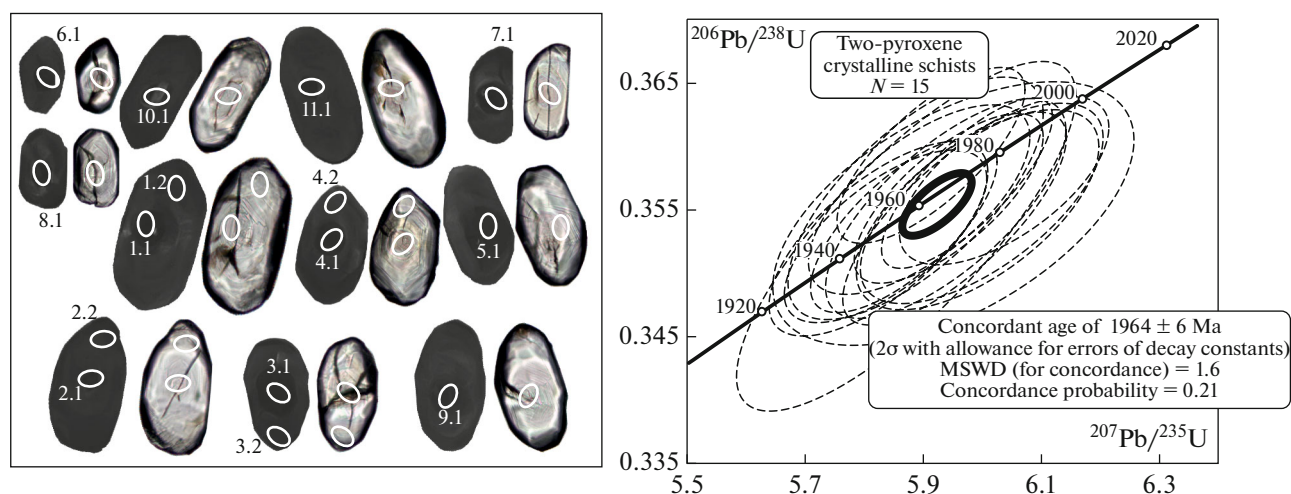 6.1
7.1
10.1
11.1
8.1
1.2
4.2
1.1
4.1
5.1
2.2
3.1
2.1
9.1
3.2
²⁰⁶Pb/²³⁸U
Two-pyroxene
crystalline schists
N = 15
2020
2000
1980
1960
1940
1920
0.365
0.355
0.345
0.335
Concordant age of 1964 ± 6 Ma
(2σ with allowance for errors of decay constants)
MSWD (for concordance) = 1.6
Concordance probability = 0.21
²⁰⁷Pb/²³⁵U
5.5 5.7 5.9 6.1 6.3